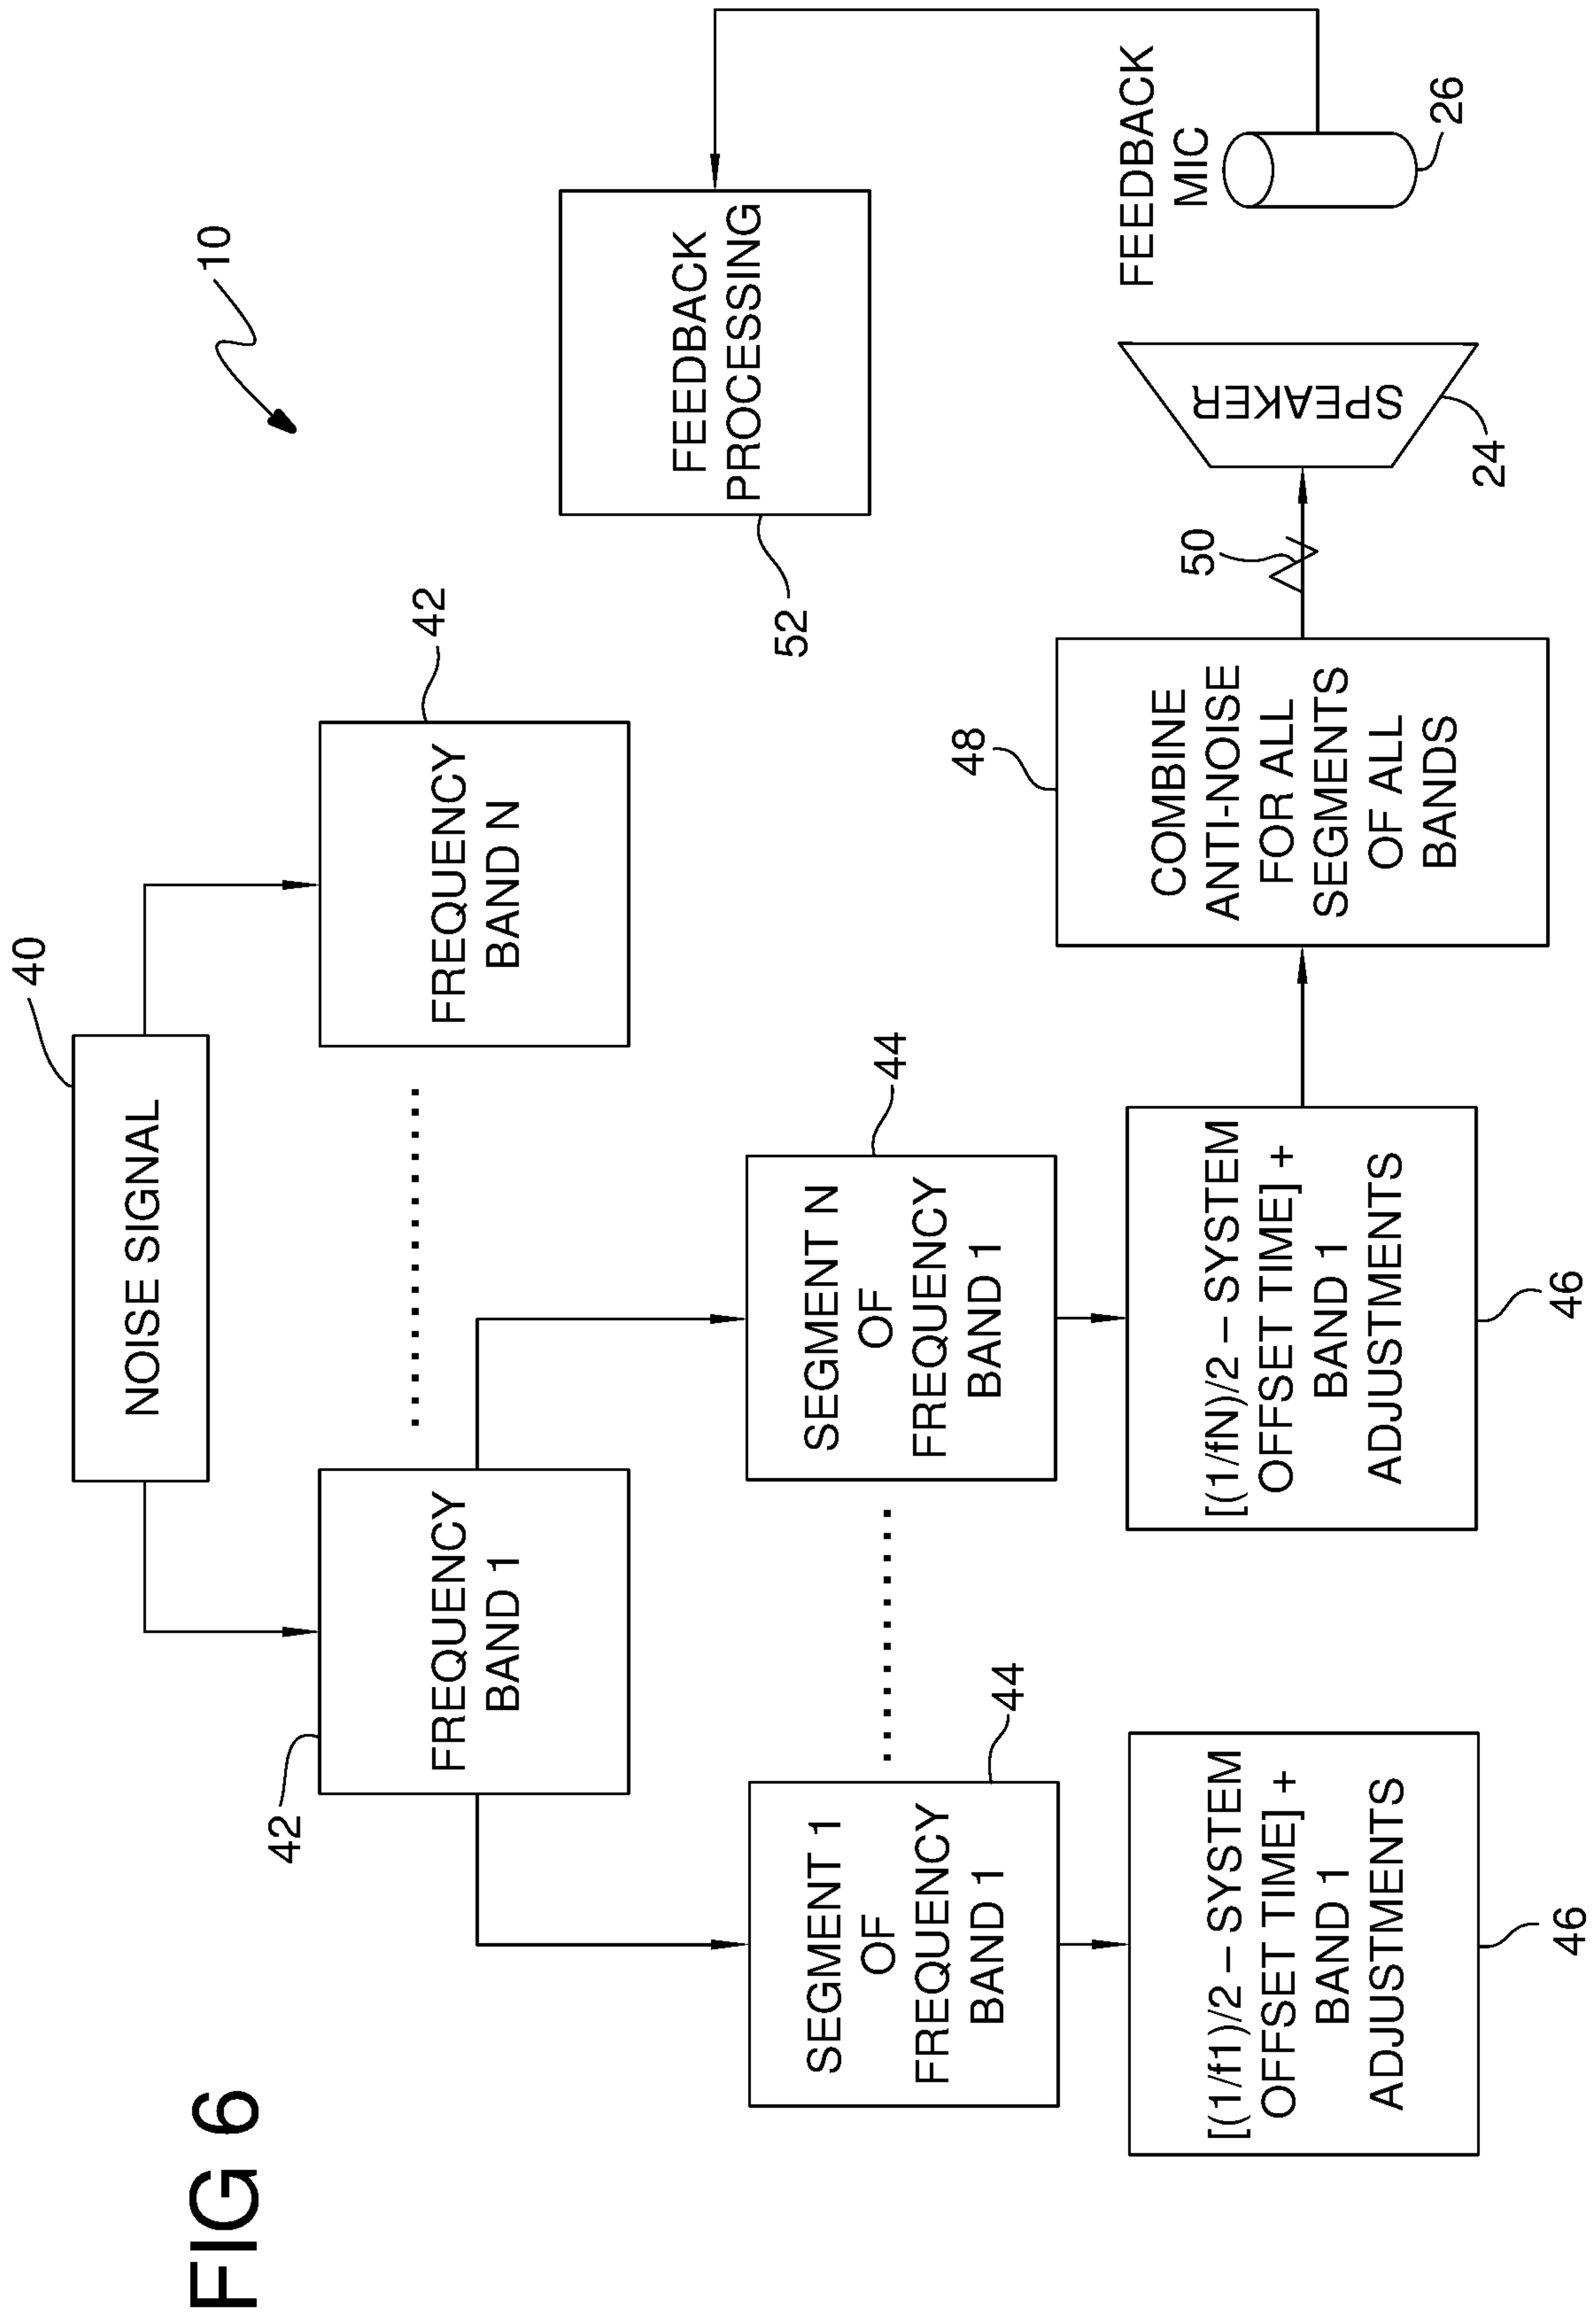 FIG 6
10
40
NOISE SIGNAL
42
FREQUENCY
BAND 1
42
FREQUENCY
BAND N
52
FEEDBACK
PROCESSING
44
SEGMENT 1
OF
FREQUENCY
BAND 1
44
SEGMENT N
OF
FREQUENCY
BAND 1
[(1/f1)/2 – SYSTEM
OFFSET TIME] +
BAND 1
ADJUSTMENTS
46
[(1/fN)/2 – SYSTEM
OFFSET TIME] +
BAND 1
ADJUSTMENTS
46
48
COMBINE
ANTI-NOISE
FOR ALL
SEGMENTS
OF ALL
BANDS
50
SPEAKER
24
FEEDBACK
MIC
26